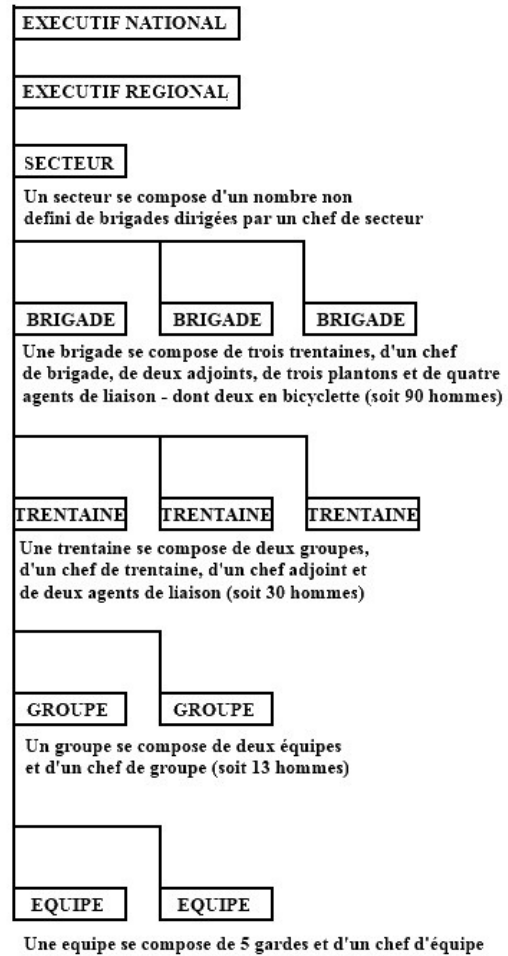 EXECUTIF NATIONAL
EXECUTIF REGIONAL
SECTEUR
Un secteur se compose d'un nombre non
defini de brigades dirigées par un chef de secteur
BRIGADE BRIGADE BRIGADE
Une brigade se compose de trois trentaines, d'un chef
de brigade, de deux adjoints, de trois plantons et de quatre
agents de liaison - dont deux en bicyclette (soit 90 hommes)
TRENTAINE TRENTAINE TRENTAINE
Une trentaine se compose de deux groupes,
d'un chef de trentaine, d'un chef adjoint et
de deux agents de liaison (soit 30 hommes)
GROUPE GROUPE
Un groupe se compose de deux équipes
et d'un chef de groupe (soit 13 hommes)
EQUIPE EQUIPE
Une equipe se compose de 5 gardes et d'un chef d'équipe